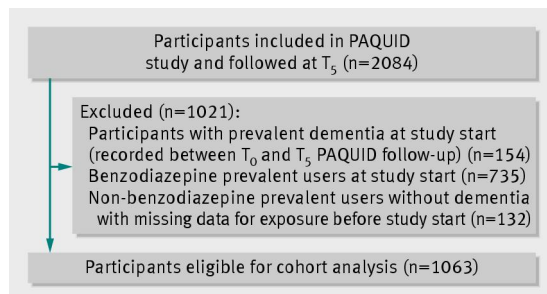 Participants included in PAQUID
study and followed at T5 (n=2084)
Excluded (n=1021):
Participants with prevalent dementia at study start
(recorded between T0 and T5 PAQUID follow-up) (n=154)
Benzodiazepine prevalent users at study start (n=735)
Non-benzodiazepine prevalent users without dementia
with missing data for exposure before study start (n=132)
Participants eligible for cohort analysis (n=1063)